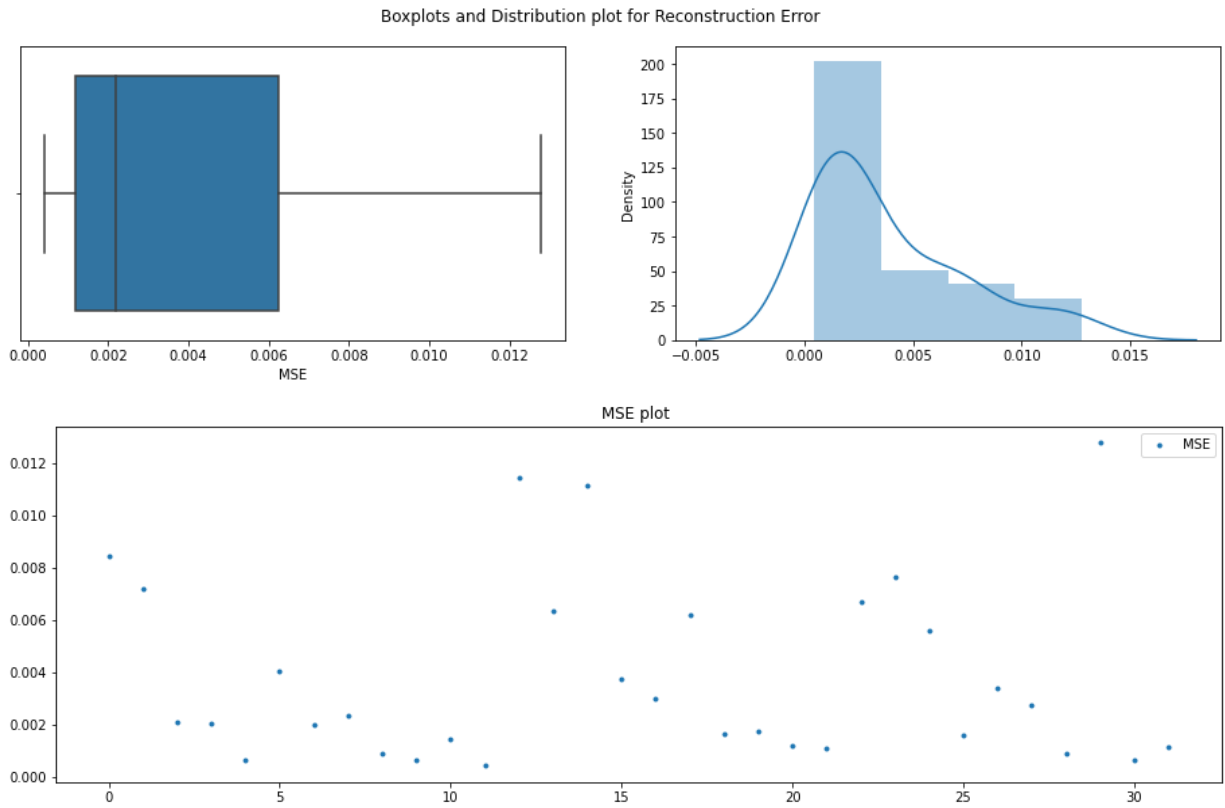 Boxplots and Distribution plot for Reconstruction Error
0.000 0.002 0.004 0.006 0.008 0.010 0.012
MSE
200
175
150
125
100
75
50
25
0
Density
−0.005 0.000 0.005 0.010 0.015
MSE plot
MSE
0.012
0.010
0.008
0.006
0.004
0.002
0.000
0 5 10 15 20 25 30